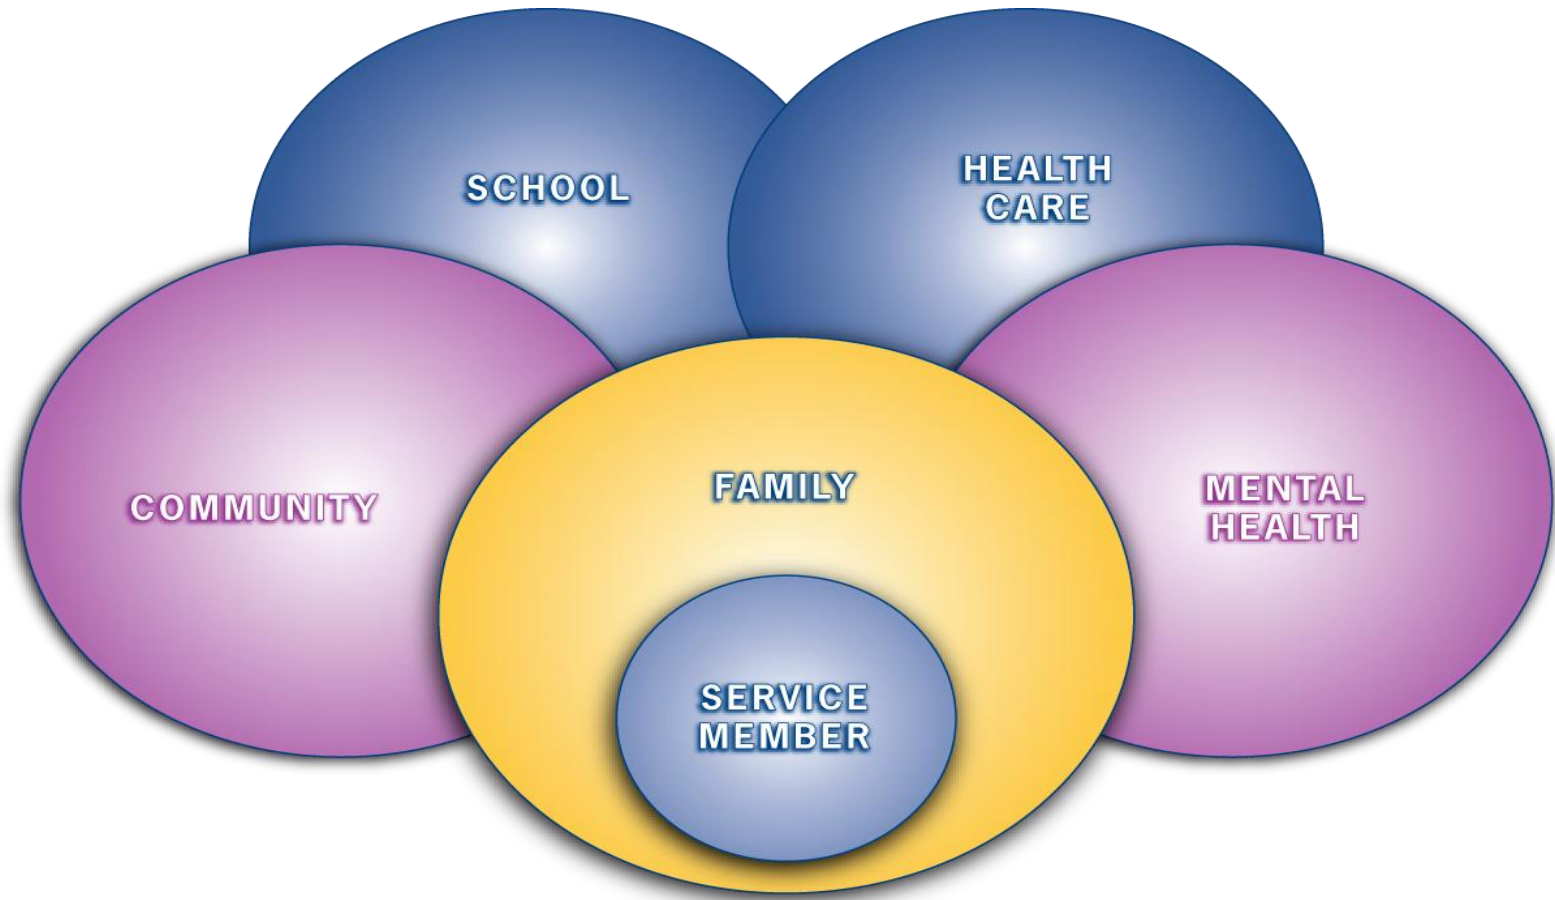 SCHOOL
HEALTH
CARE
COMMUNITY
FAMILY
MENTAL
HEALTH
SERVICE
MEMBER